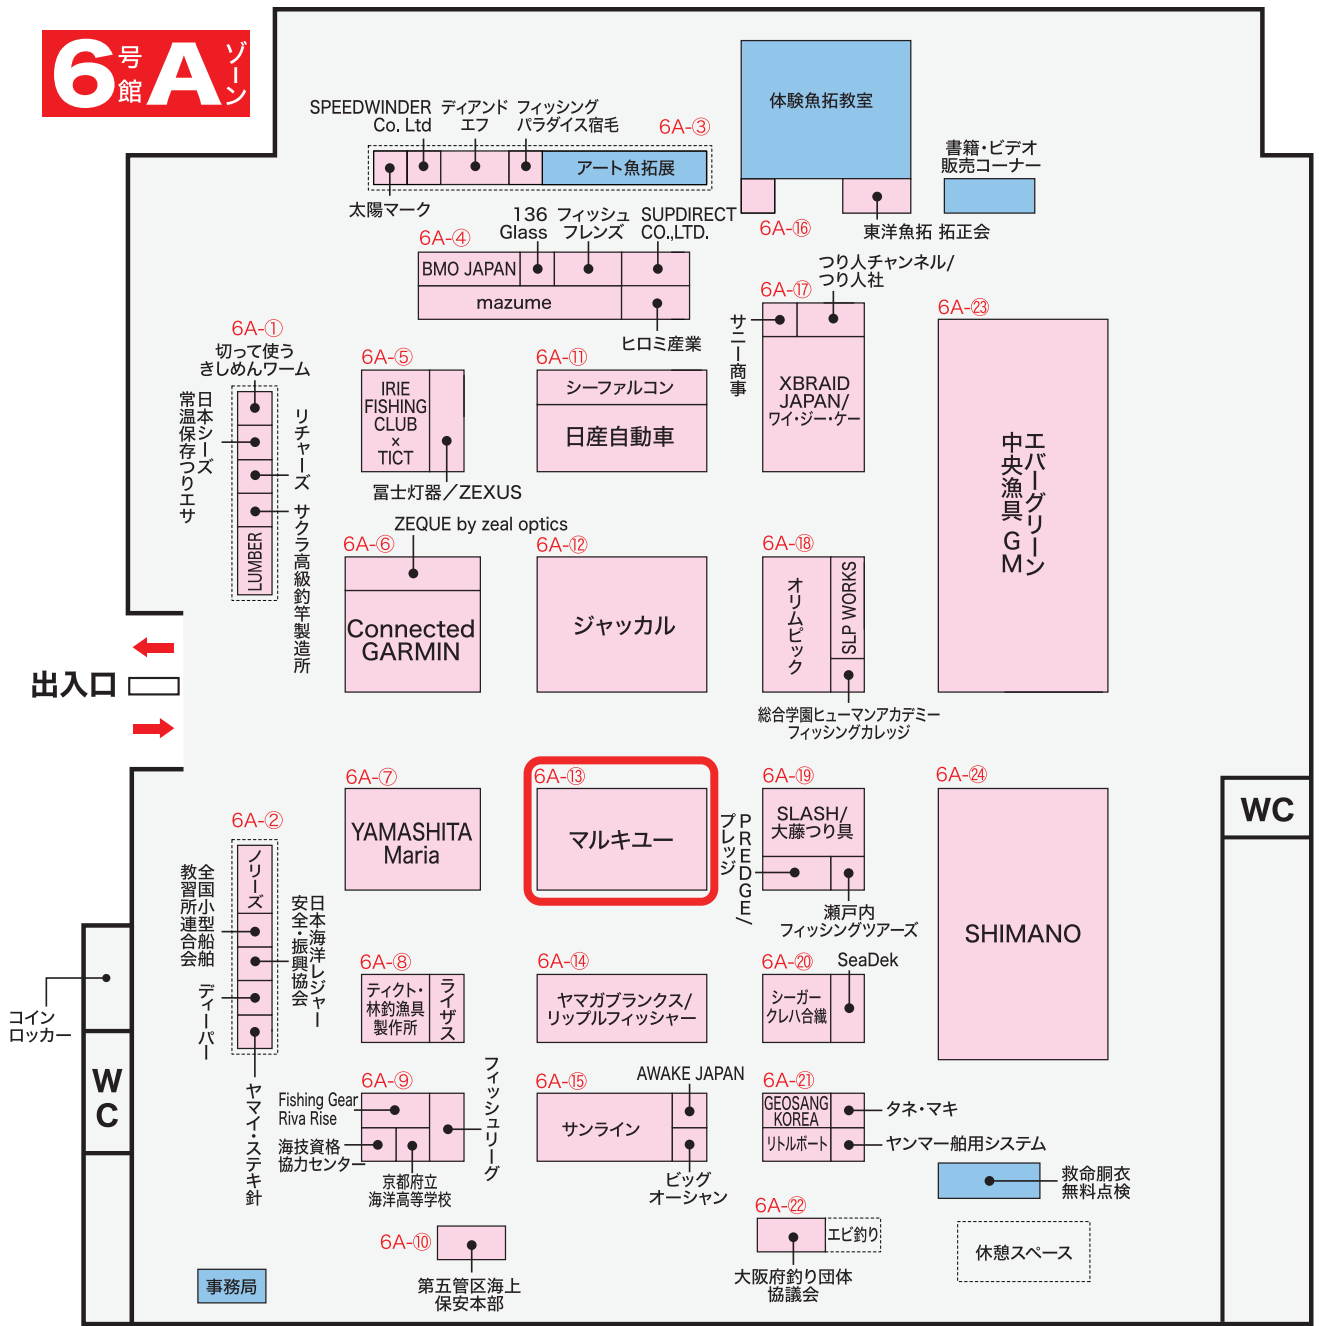 6号館Aゾーン
SPEEDWINDER
Co. Ltd
ディアンド
エフ
フィッシング
パラダイス宿毛
6A-③
アート魚拓展
太陽マーク
体験魚拓教室
書籍・ビデオ
販売コーナー
6A-⑯
東洋魚拓 拓正会
6A-④
136
Glass
フィッシュ
フレンズ
SUPDIRECT
CO.,LTD.
BMO JAPAN
mazume
ヒロミ産業
つり人チャンネル/
つり人社
6A-⑰
サニー商事
XBRAID
JAPAN/
ワイ・ジー・ケー
6A-㉓
エバーグリーン
中央漁具 GM
6A-①
切って使う
きしめんワーム
日本シーズ
常温保存つりエサ
リチャーズ
サクラ高級釣竿製造所
LUMBER
6A-⑤
IRIE
FISHING
CLUB
×
TICT
冨士灯器/ZEXUS
6A-⑪
シーファルコン
日産自動車
ZEQUE by zeal optics
6A-⑥
Connected
GARMIN
6A-⑫
ジャッカル
6A-⑱
オリムピック
SLP WORKS
総合学園ヒューマンアカデミー
フィッシングカレッジ
出入口
6A-⑦
YAMASHITA
Maria
6A-⑬
マルキユー
6A-⑲
SLASH/
大藤つり具
PREDGE/
プレッジ
瀬戸内
フィッシングツアーズ
6A-㉔
SHIMANO
WC
6A-②
ノリーズ
全国小型船舶
教習所連合会
日本海洋レジャー
安全・振興協会
ディーパー
ヤマイ・ステキ針
コイン
ロッカー
WC
6A-⑧
ティクト・
林釣漁具
製作所
ライザス
6A-⑭
ヤマガブランクス/
リップルフィッシャー
6A-⑳
SeaDek
シーガー
クレハ合繊
6A-⑨
Fishing Gear
Riva Rise
海技資格
協力センター
京都府立
海洋高等学校
フィッシュリーグ
6A-⑮
AWAKE JAPAN
サンライン
ビッグ
オーシャン
6A-㉑
GEOSANG
KOREA
タネ・マキ
リトルボート
ヤンマー舶用システム
救命胴衣
無料点検
6A-⑩
第五管区海上
保安本部
6A-㉒
エビ釣り
大阪府釣り団体
協議会
休憩スペース
事務局